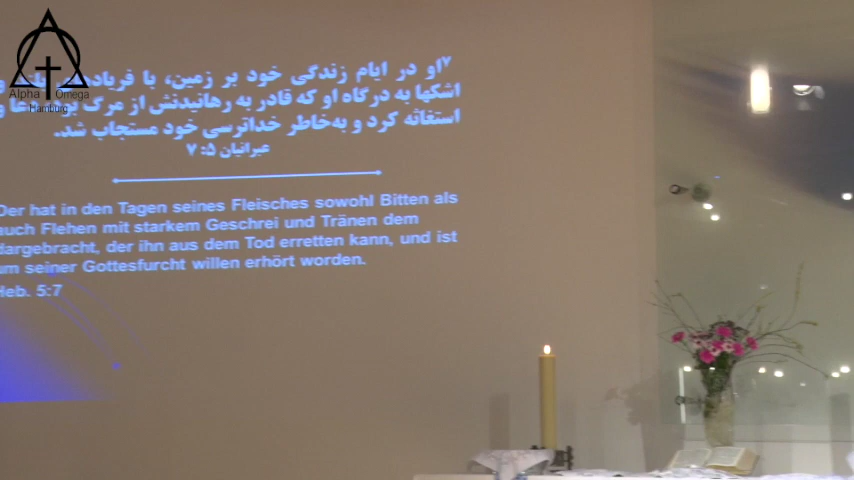 Alpha Omega
Hamburg
۷او در ایام زندگی خود بر زمین، با
اشکها به درگاه او که قادر به رهانیدنش از مرگ
استغاثه کرد و به‌خاطر خداترسی خود مستجاب شد.
عبرانیان ۵: ۷
Der hat in den Tagen seines Fleisches sowohl Bitten als
auch Flehen mit starkem Geschrei und Tränen dem
dargebracht, der ihn aus dem Tod erretten kann, und ist
um seiner Gottesfurcht willen erhört worden.
Heb. 5:7